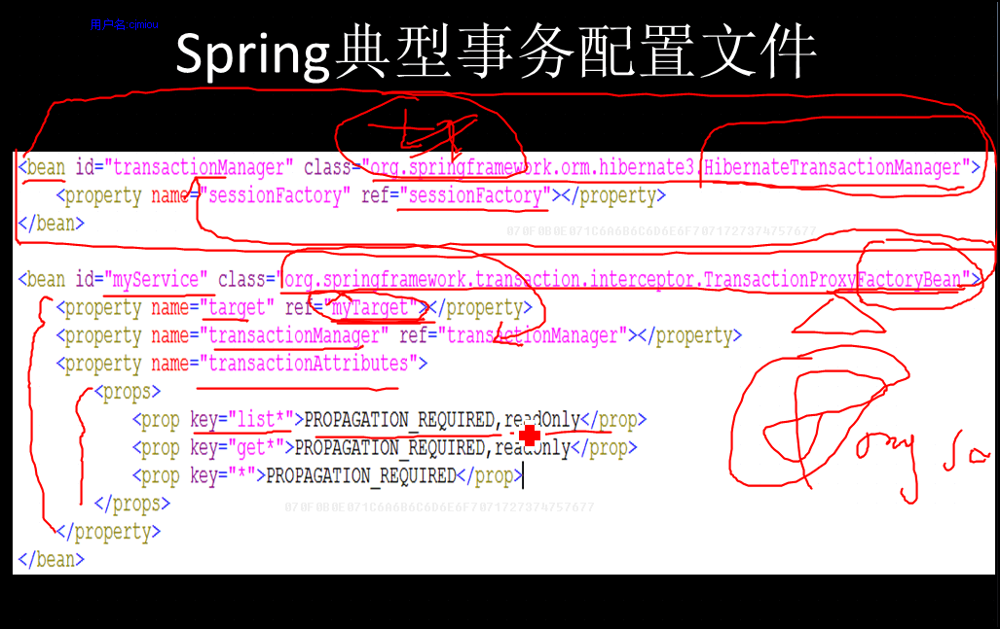 用户名:cimiou
Spring典型事务配置文件
<bean id="transactionManager" class="org.springframework.orm.hibernate3.HibernateTransactionManager">
<property name="sessionFactory" ref="sessionFactory"></property>
</bean>
070F0B0E071C6A6B6C6D6E6F7071727374757677
<bean id="myService" class="org.springframework.transaction.interceptor.TransactionProxyFactoryBean">
<property name="target" ref="myTarget"></property>
<property name="transactionManager" ref="transactionManager"></property>
<property name="transactionAttributes">
<props>
<prop key="list*">PROPAGATION_REQUIRED,readOnly</prop>
<prop key="get*">PROPAGATION_REQUIRED,readOnly</prop>
<prop key="*">PROPAGATION_REQUIRED</prop>
</props>
070F0B0E071C6A6B6C6D6E6F7071727374757677
</property>
</bean>